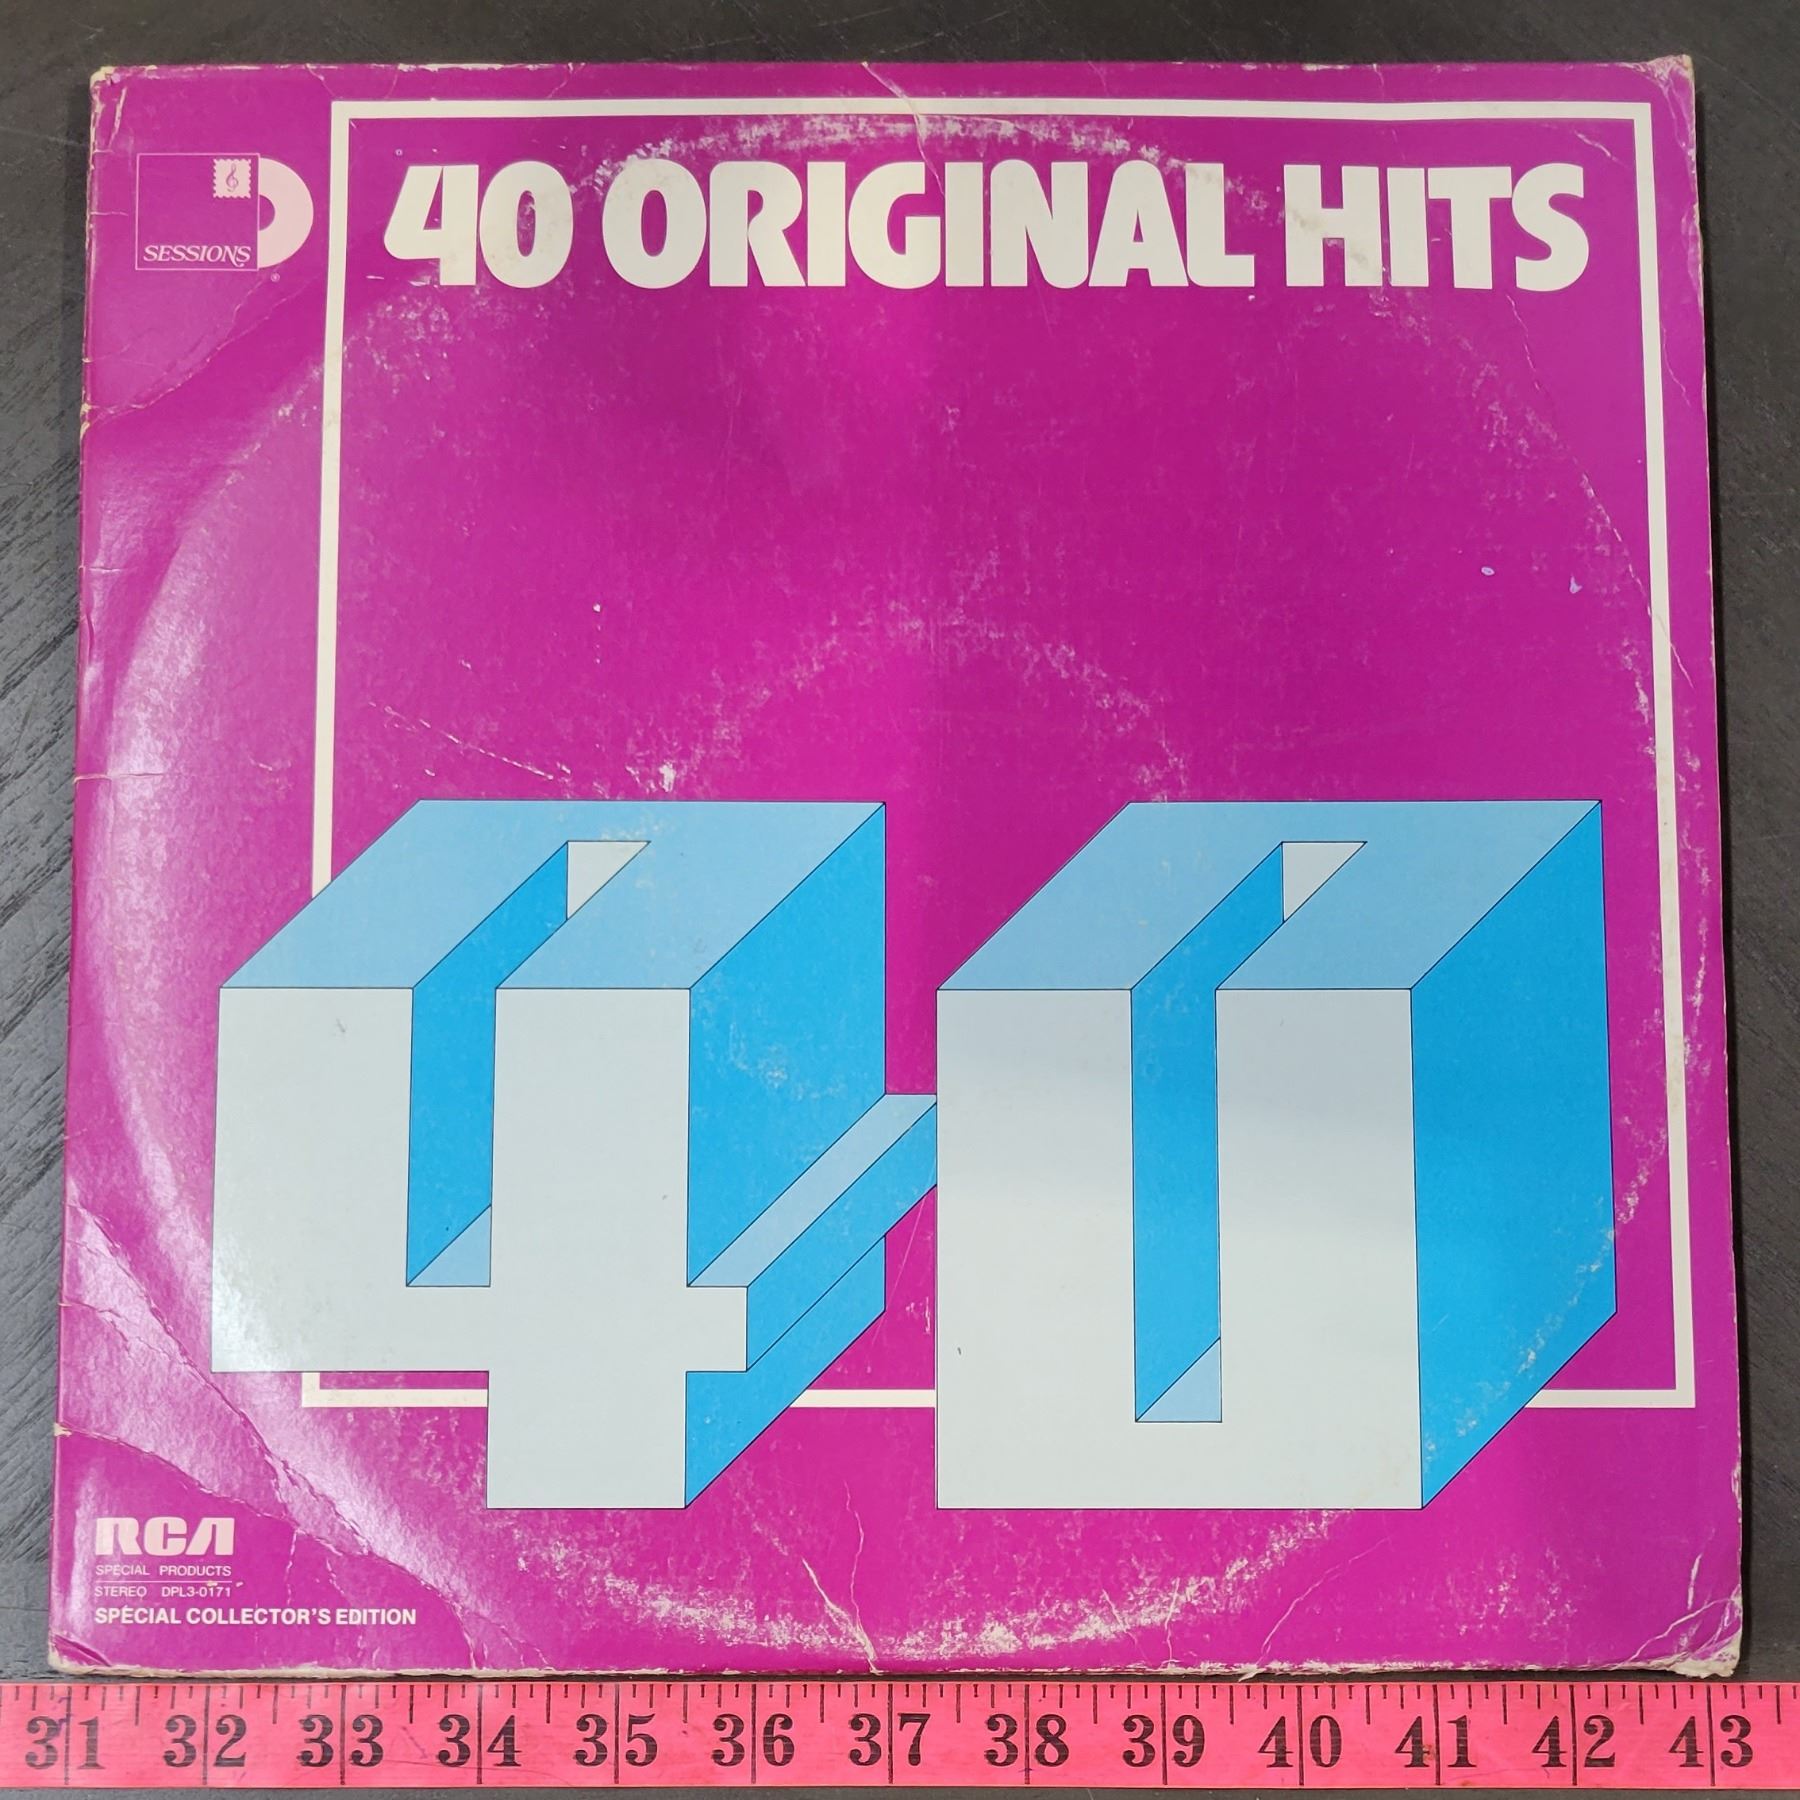 SESSIONS
®
40 ORIGINAL HITS
40
RCA
SPECIAL PRODUCTS
STEREO DPL3-0171
SPECIAL COLLECTOR'S EDITION
31 32 33 34 35 36 37 38 39 40 41 42 43